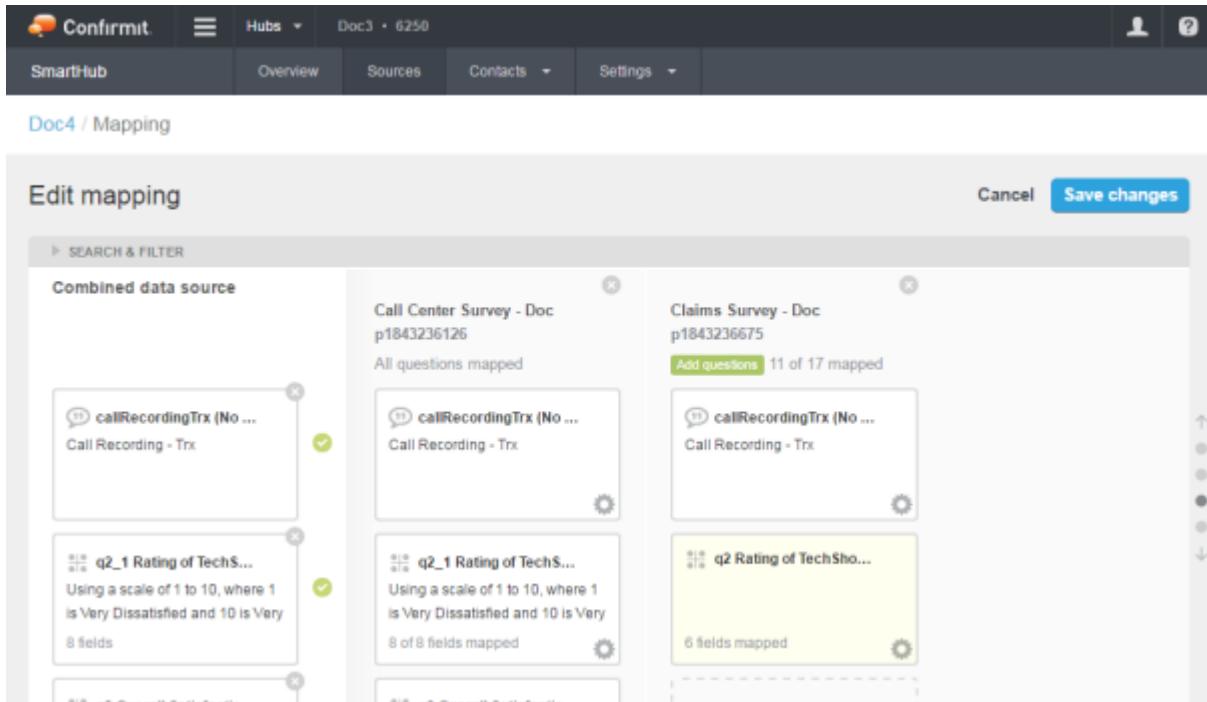 Confirmit
Hubs
Doc3 • 6250
SmartHub
Overview
Sources
Contacts
Settings
Doc4 / Mapping
Edit mapping
Cancel
Save changes
SEARCH & FILTER
Combined data source
Call Center Survey - Doc
p1843236126
All questions mapped
Claims Survey - Doc
p1843236675
Add questions 11 of 17 mapped
callRecordingTrx (No ...
Call Recording - Trx
callRecordingTrx (No ...
Call Recording - Trx
callRecordingTrx (No ...
Call Recording - Trx
q2_1 Rating of TechS...
Using a scale of 1 to 10, where 1
is Very Dissatisfied and 10 is Very
8 fields
q2_1 Rating of TechS...
Using a scale of 1 to 10, where 1
is Very Dissatisfied and 10 is Very
8 of 8 fields mapped
q2 Rating of TechSho...
6 fields mapped